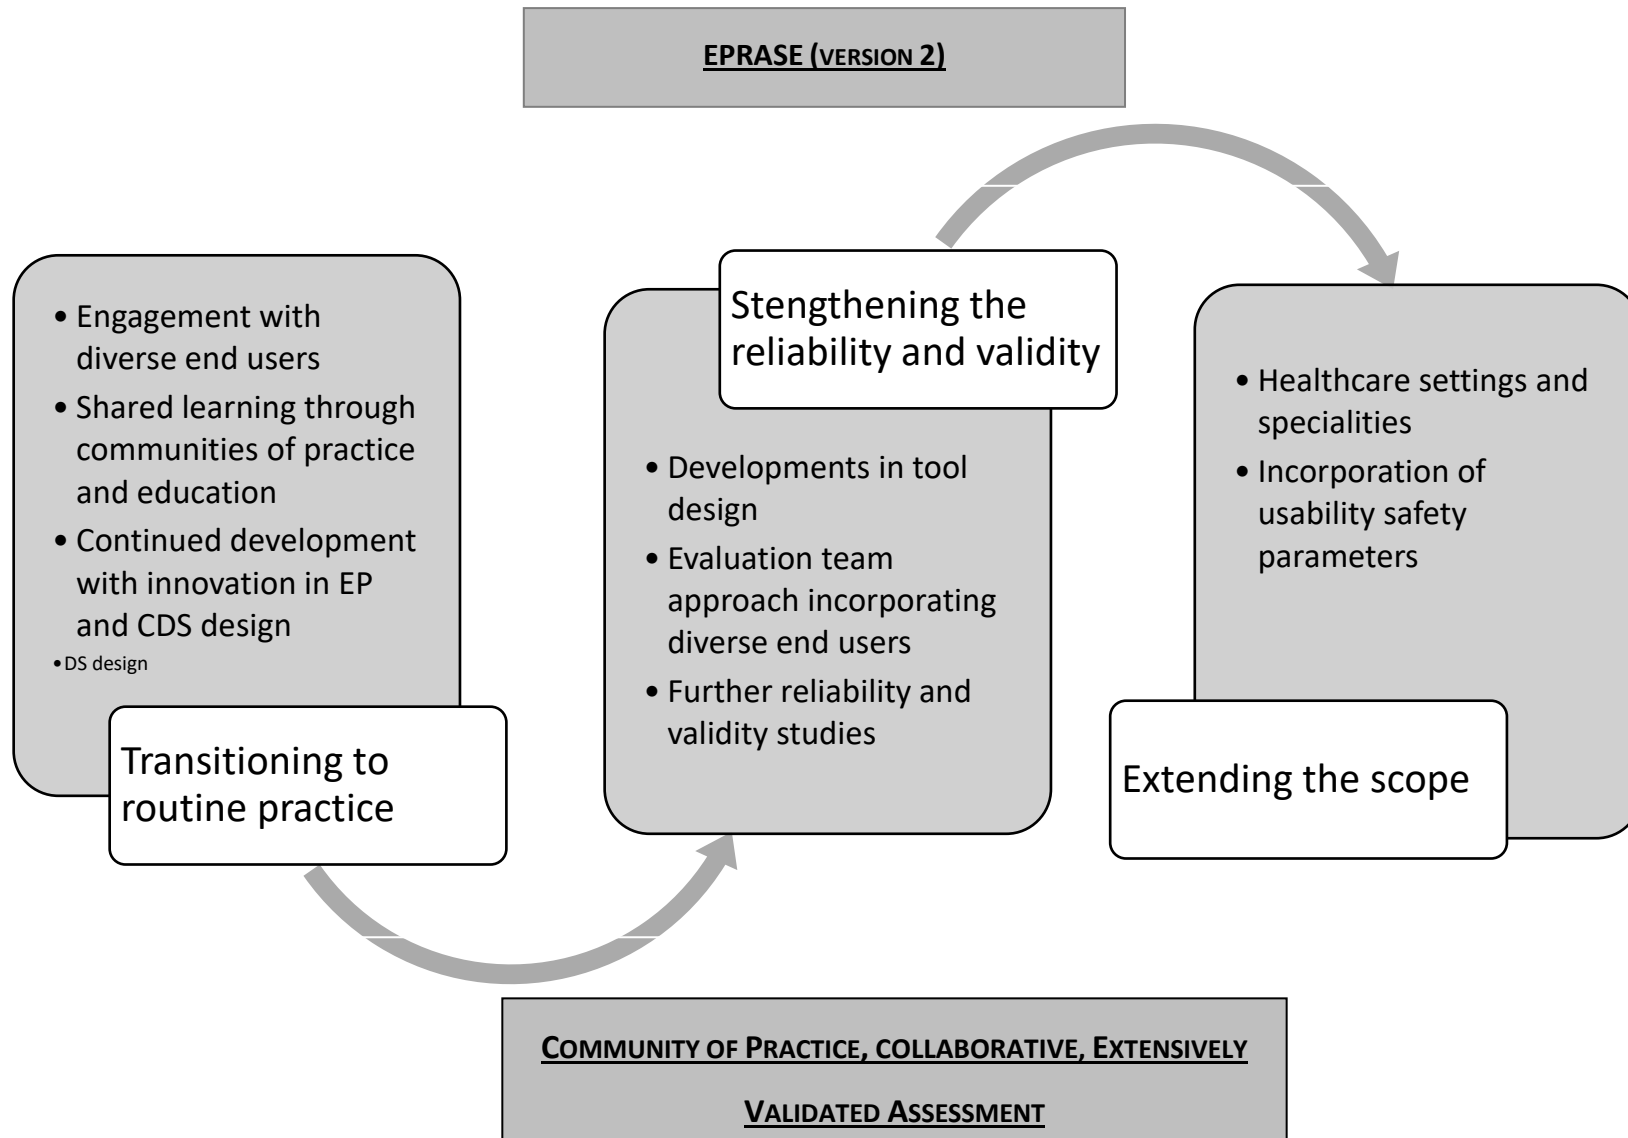 EPRASE (VERSION 2)
• Engagement with
diverse end users
• Shared learning through
communities of practice
and education
• Continued development
with innovation in EP
and CDS design
• DS design
Transitioning to
routine practice
Stengthening the
reliability and validity
• Developments in tool
design
• Evaluation team
approach incorporating
diverse end users
• Further reliability and
validity studies
• Healthcare settings and
specialities
• Incorporation of
usability safety
parameters
Extending the scope
COMMUNITY OF PRACTICE, COLLABORATIVE, EXTENSIVELY
VALIDATED ASSESSMENT